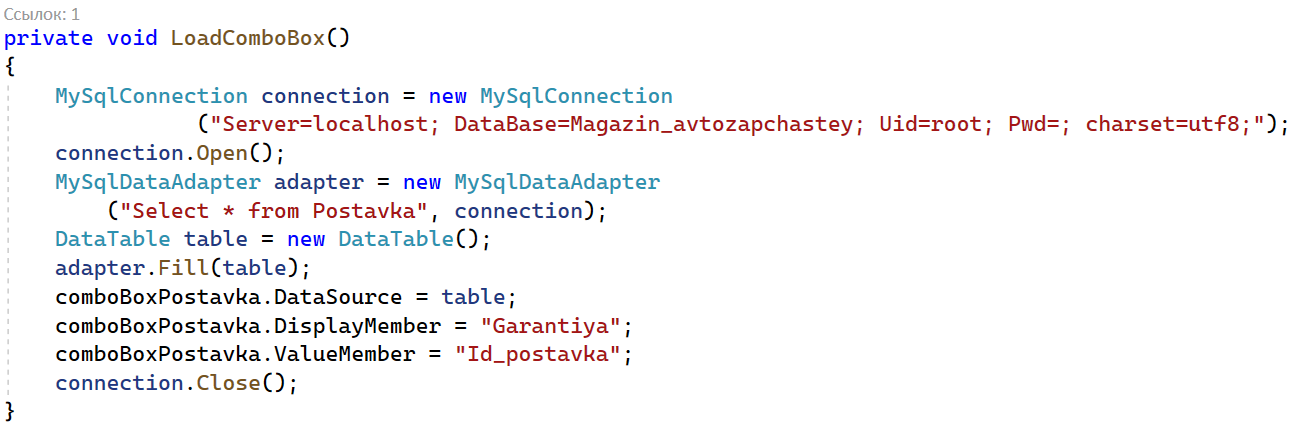 Ссылок: 1
private void LoadComboBox()
{
    MySqlConnection connection = new MySqlConnection
               ("Server=localhost; DataBase=Magazin_avtozapchastey; Uid=root; Pwd=; charset=utf8;");
    connection.Open();
    MySqlDataAdapter adapter = new MySqlDataAdapter
        ("Select * from Postavka", connection);
    DataTable table = new DataTable();
    adapter.Fill(table);
    comboBoxPostavka.DataSource = table;
    comboBoxPostavka.DisplayMember = "Garantiya";
    comboBoxPostavka.ValueMember = "Id_postavka";
    connection.Close();
}